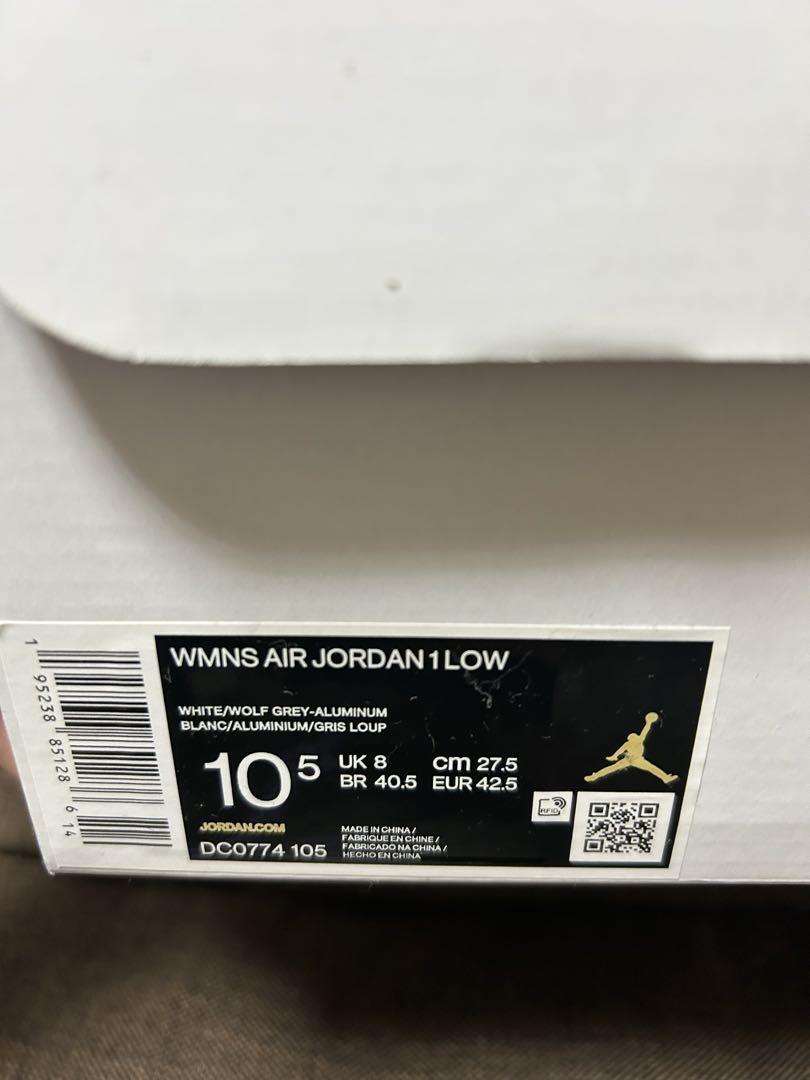 WMNS AIR JORDAN 1 LOW
WHITE/WOLF GREY-ALUMINUM
BLANC/ALUMINIUM/GRIS LOUP
10 5
UK 8 cm 27.5
BR 40.5 EUR 42.5
JORDAN.COM
DC0774 105
MADE IN CHINA /
FABRIQUE EN CHINE /
FABRICADO NA CHINA /
HECHO EN CHINA
RFID
1 95238 85128 6 14